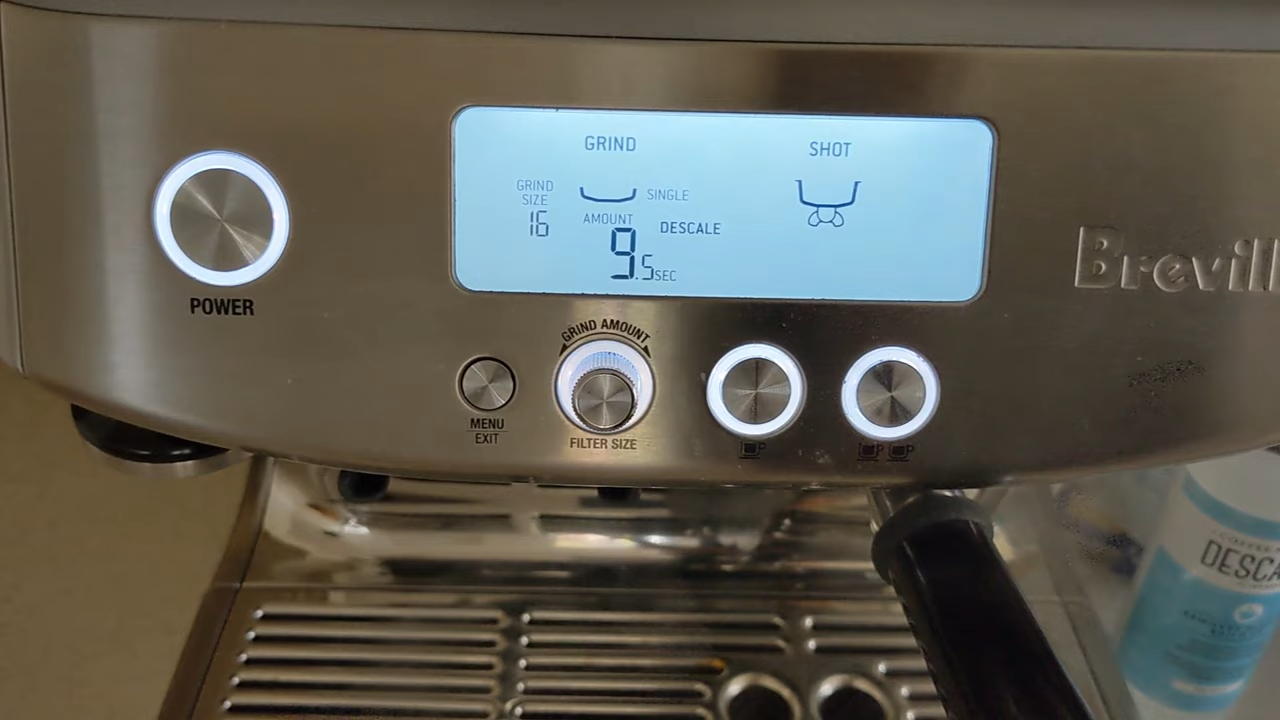 GRIND
SHOT
GRIND
SIZE
16
SINGLE
AMOUNT
DESCALE
9.5SEC
Brevill
POWER
GRIND AMOUNT
MENU
EXIT
FILTER SIZE
DESCA